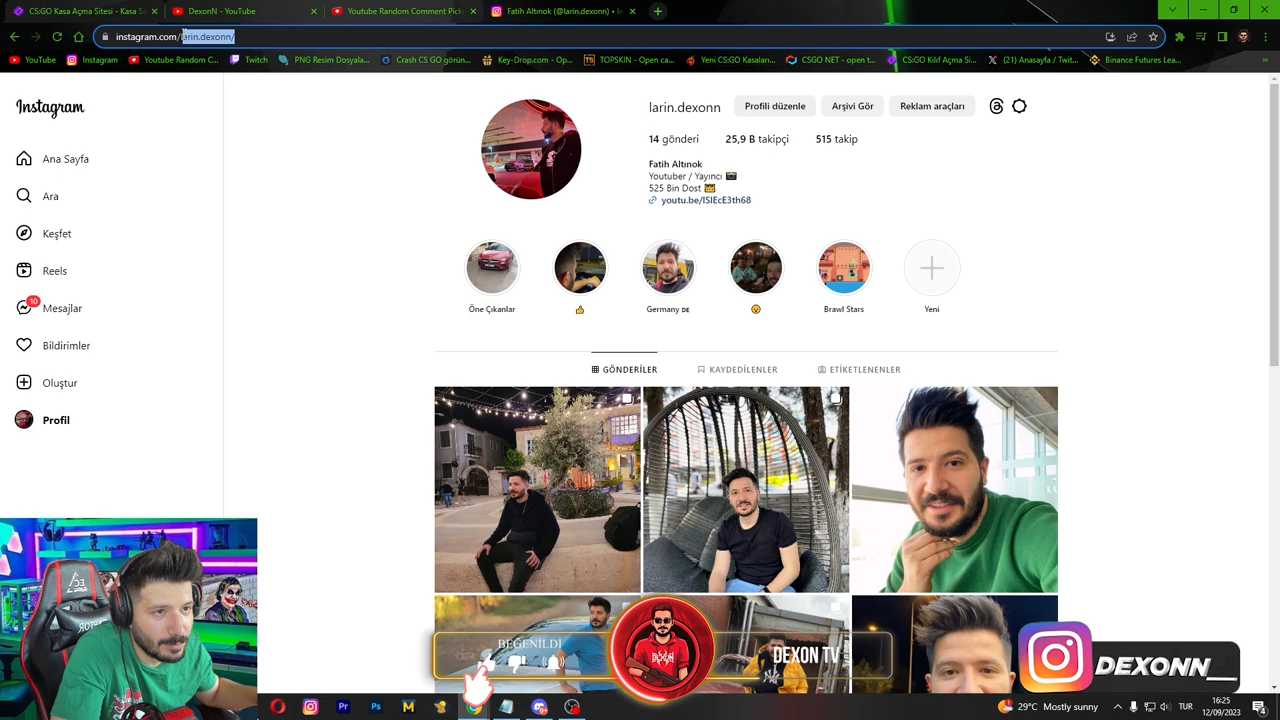 CS:GO Kasa Açma Sitesi - Kasa S
DexonN - YouTube
Youtube Random Comment Picke
Fatih Altınok (@larin.dexonn) • In
instagram.com/larin.dexonn/
YouTube
Instagram
Youtube Random C...
Twitch
PNG Resim Dosyala...
Crash CS GO görün...
Key-Drop.com - Op...
TOPSKIN - Open ca...
Yeni CS:GO Kasaları...
CSGO NET - open t...
CS:GO Kılıf Açma Si...
(21) Anasayfa / Twit...
Binance Futures Lea...
Instagram
Ana Sayfa
Ara
Keşfet
Reels
10
Mesajlar
Bildirimler
Oluştur
Profil
larin.dexonn
Profili düzenle
Arşivi Gör
Reklam araçları
14 gönderi
25,9 B takipçi
515 takip
Fatih Altınok
Youtuber / Yayıncı
525 Bin Dost
youtu.be/ISIEcE3th68
Öne Çıkanlar
Germany DE
Brawl Stars
Yeni
GÖNDERİLER
KAYDEDİLENLER
ETİKETLENENLER
BEĞENİLDİ
DEXON TV
DEXONN__
29°C Mostly sunny
TUR
16:25
12/09/2023